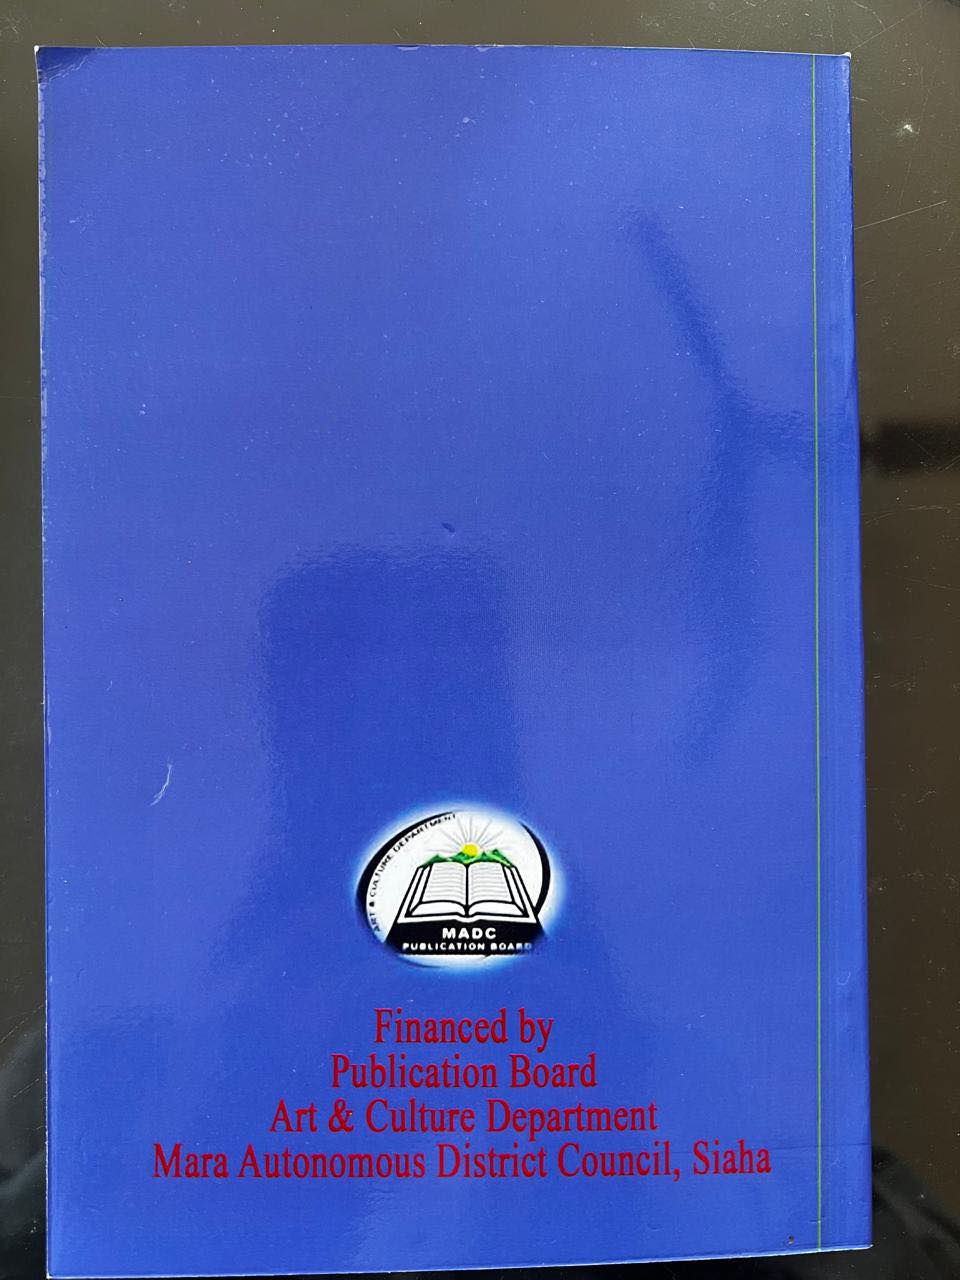 ART & CULTURE DEPARTMENT
MADC
PUBLICATION BOARD
Financed by
Publication Board
Art & Culture Department
Mara Autonomous District Council, Siaha